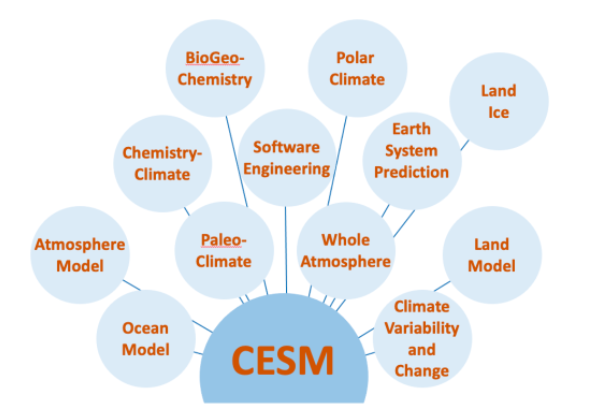 BioGeo-
Chemistry
Polar
Climate
Land
Ice
Chemistry-
Climate
Software
Engineering
Earth
System
Prediction
Atmosphere
Model
Paleo-
Climate
Whole
Atmosphere
Land
Model
Ocean
Model
CESM
Climate
Variability
and
Change